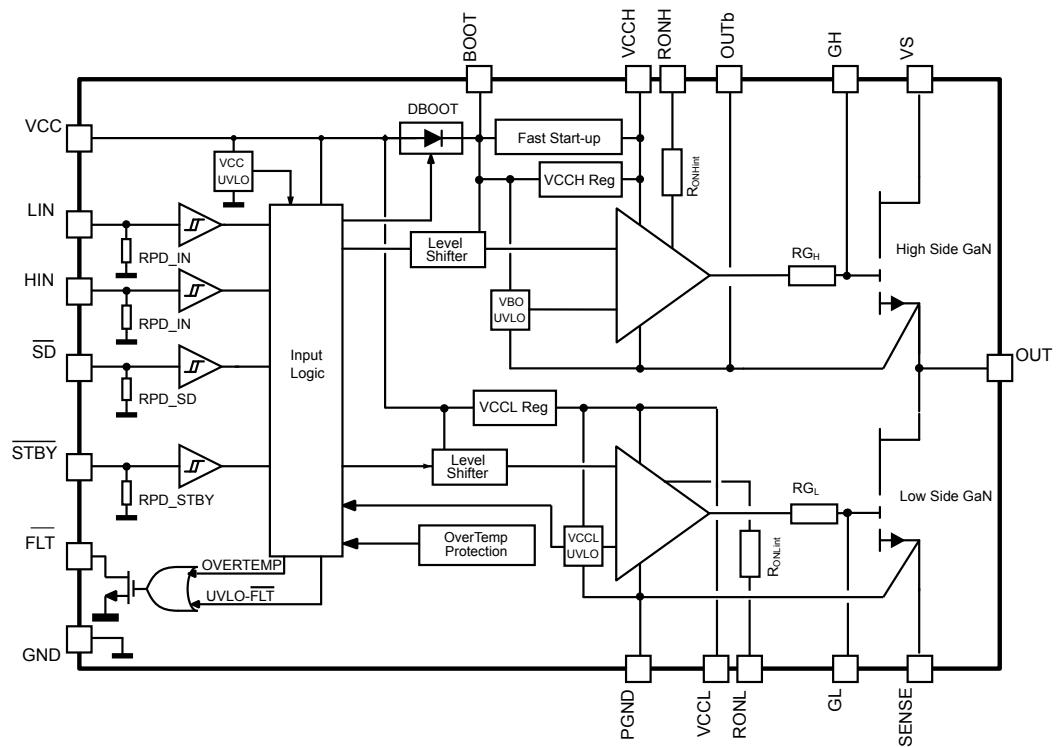 BOOT
VCCH
RONH
OUTb
GH
VS
VCC
DBOOT
Fast Start-up
VCC
UVLO
VCCH Reg
RONHint
LIN
RPD_IN
Level
Shifter
RGH
High Side GaN
HIN
RPD_IN
VBO
UVLO
Input
Logic
SD
RPD_SD
OUT
VCCL Reg
STBY
RPD_STBY
Level
Shifter
RGL
Low Side GaN
FLT
OverTemp
Protection
VCCL
UVLO
RONLint
OVERTEMP
UVLO-FLT
GND
PGND
VCCL
RONL
GL
SENSE